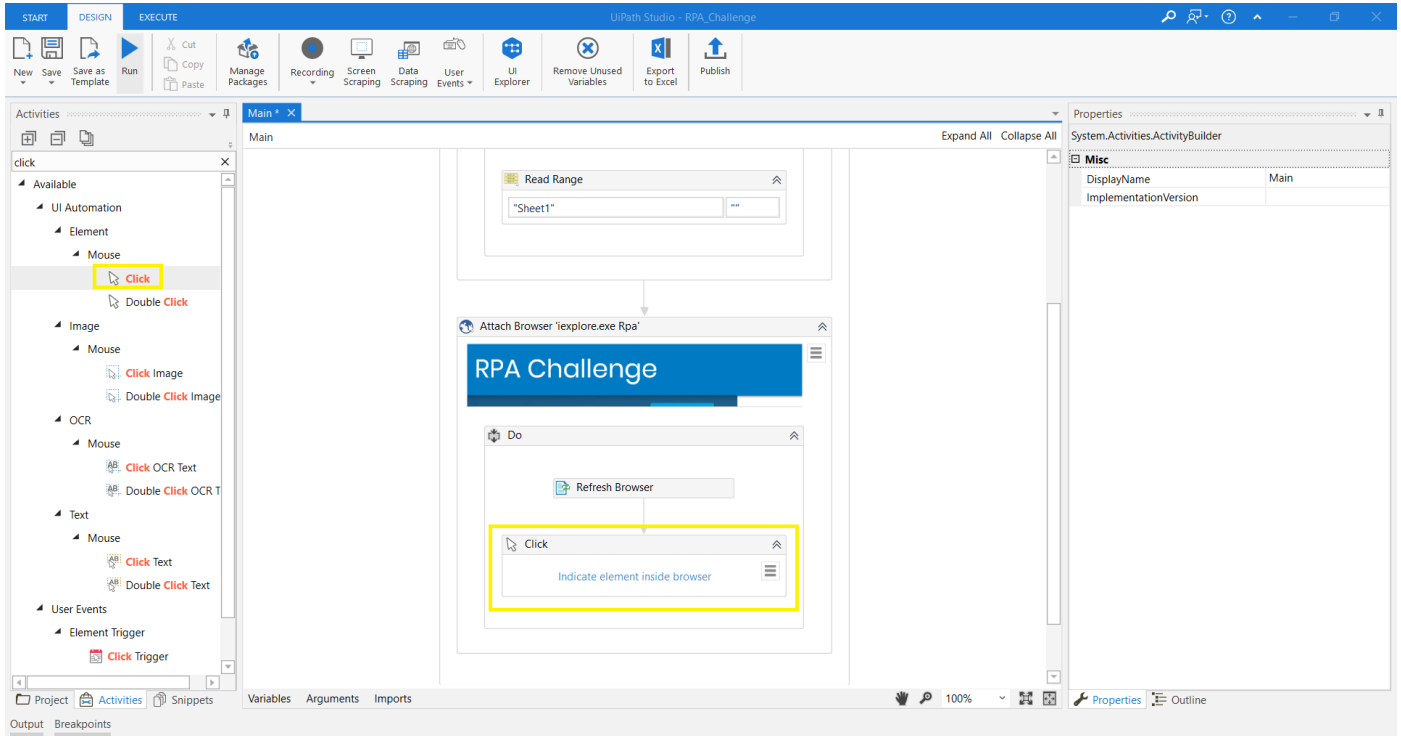 START DESIGN EXECUTE UiPath Studio - RPA_Challenge
New Save Save as Template Run Cut Copy Paste Manage Packages Recording Screen Scraping Data Scraping User Events UI Explorer Remove Unused Variables Export to Excel Publish
Activities
click
Available
UI Automation
Element
Mouse
Click
Double Click
Image
Mouse
Click Image
Double Click Image
OCR
Mouse
Click OCR Text
Double Click OCR T
Text
Mouse
Click Text
Double Click Text
User Events
Element Trigger
Click Trigger
Project Activities Snippets
Output Breakpoints
Main* X
Main Expand All Collapse All
Read Range
"Sheet1" ""
Attach Browser 'iexplore.exe Rpa'
RPA Challenge
Do
Refresh Browser
Click
Indicate element inside browser
Variables Arguments Imports 100%
Properties
System.Activities.ActivityBuilder
Misc
DisplayName Main
ImplementationVersion
Properties Outline